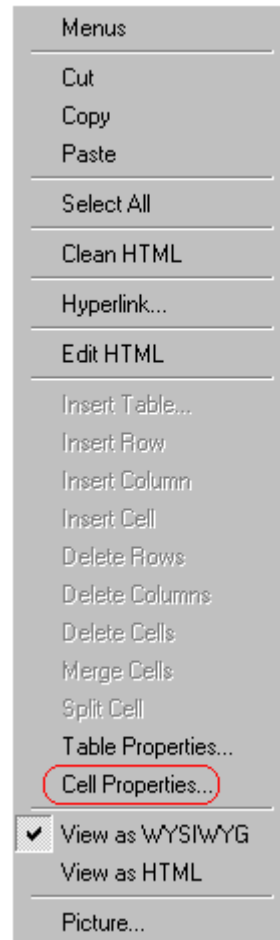 Menus
Cut
Copy
Paste
Select All
Clean HTML
Hyperlink...
Edit HTML
Insert Table...
Insert Row
Insert Column
Insert Cell
Delete Rows
Delete Columns
Delete Cells
Merge Cells
Split Cell
Table Properties...
Cell Properties...
View as WYSIWYG
View as HTML
Picture...